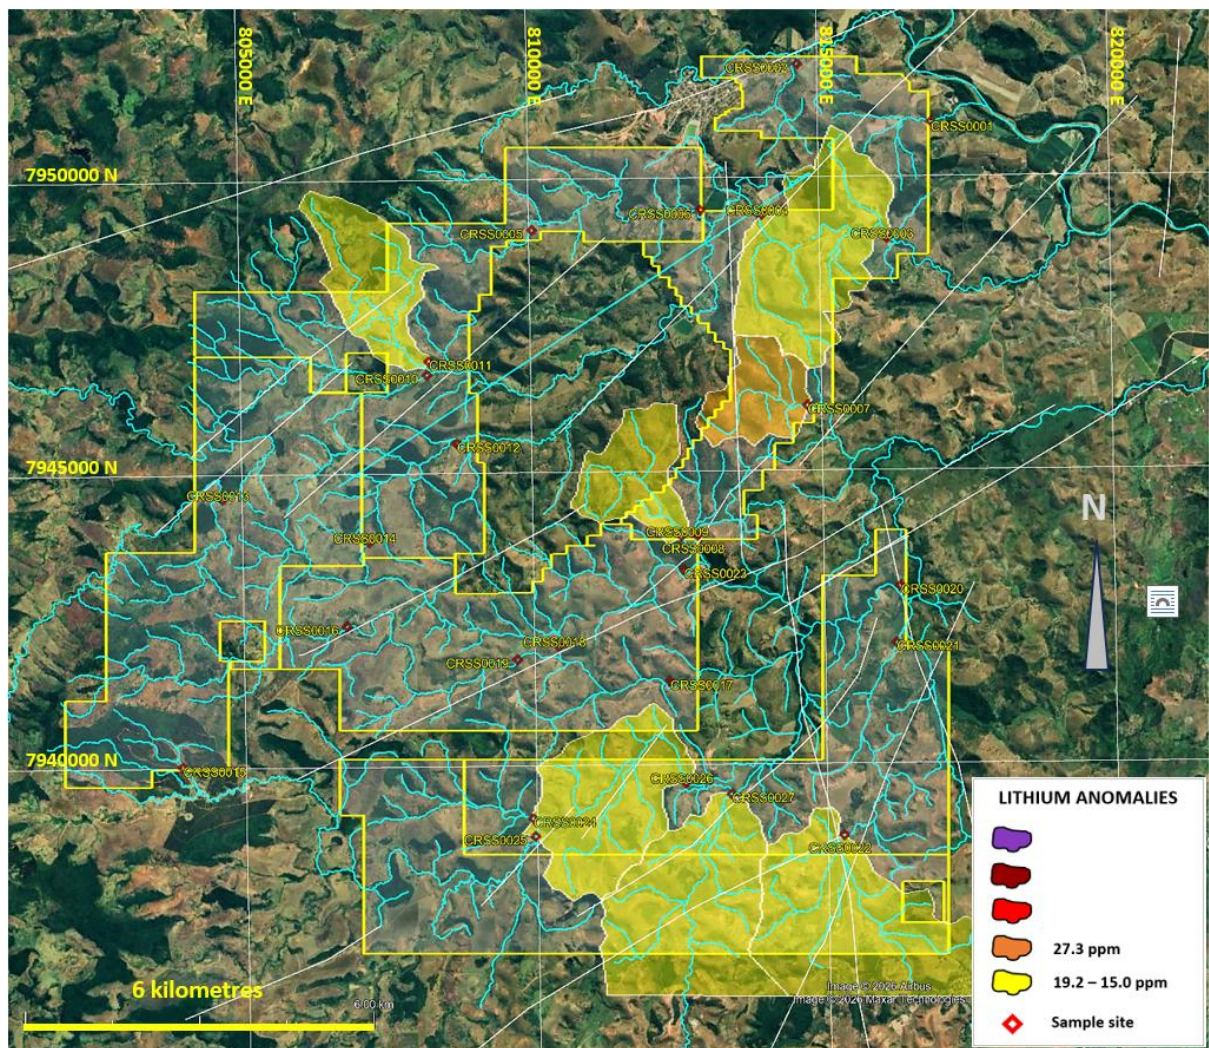 805000 E
810000 E
815000 E
820000 E
CRSS0002
CRSS0001
7950000 N
CRSS0006
CRSS0004
CRSS0005
CRSS0003
CRSS0011
CRSS0010
CRSS0007
CRSS0012
7945000 N
CRSS0013
CRSS0009
CRSS0014
CRSS0008
CRSS0023
N
CRSS0020
CRSS0016
CRSS0018
CRSS0021
CRSS0019
CRSS0017
7940000 N
CRSS0015
CRSS0026
CRSS0027
CRSS0024
CRSS0025
CRSS0022
LITHIUM ANOMALIES
27.3 ppm
19.2 – 15.0 ppm
Sample site
6 kilometres
6.00 km
Image © 2026 Airbus
Image © 2026 Maxar Technologies